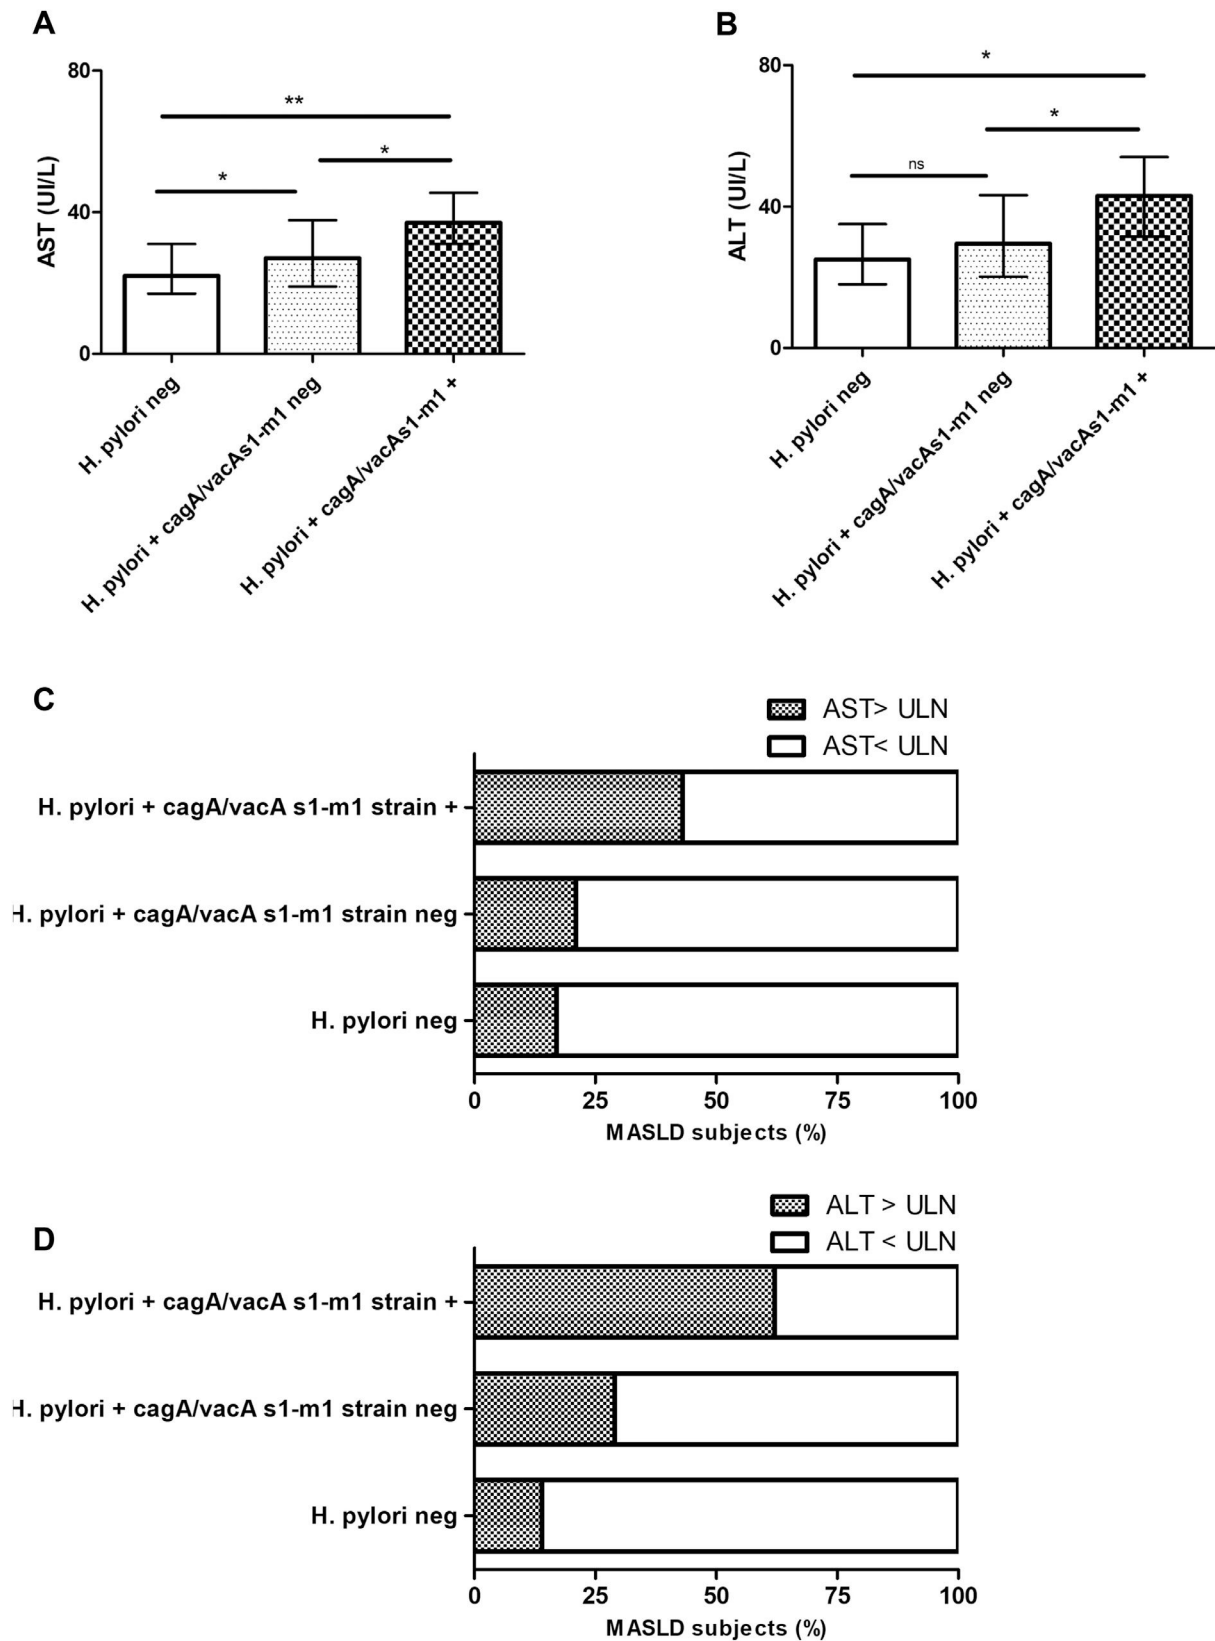 A
80
40
0
AST (UI/L)
**
*
*
H. pylori neg
H. pylori + cagA/vacAs1-m1 neg
H. pylori + cagA/vacAs1-m1 +
B
80
40
0
ALT (UI/L)
*
*
ns
H. pylori neg
H. pylori + cagA/vacAs1-m1 neg
H. pylori + cagA/vacAs1-m1 +
C
AST> ULN
AST< ULN
H. pylori + cagA/vacA s1-m1 strain +
H. pylori + cagA/vacA s1-m1 strain neg
H. pylori neg
0 25 50 75 100
MASLD subjects (%)
D
ALT > ULN
ALT < ULN
H. pylori + cagA/vacA s1-m1 strain +
H. pylori + cagA/vacA s1-m1 strain neg
H. pylori neg
0 25 50 75 100
MASLD subjects (%)